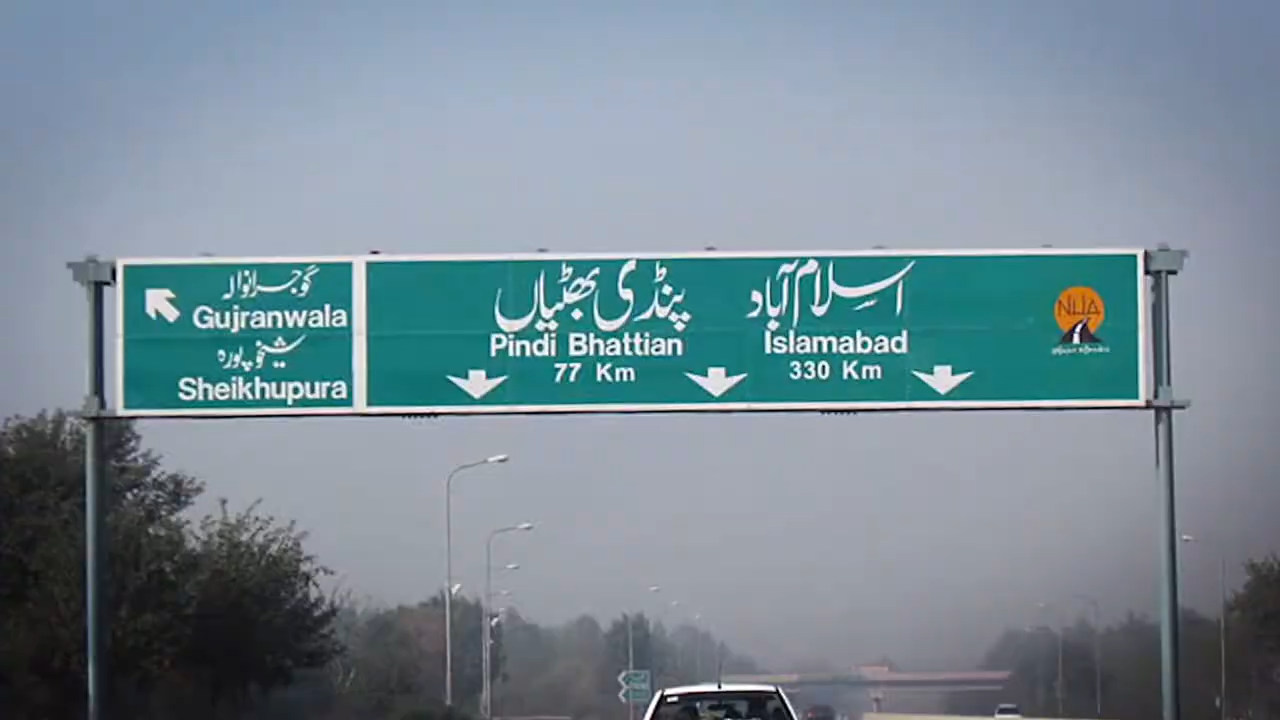 گوجرانوالہ
Gujranwala
شیخوپورہ
Sheikhupura
پنڈی بھٹیاں
Pindi Bhattian
77 Km
اسلام آباد
Islamabad
330 Km
NHA